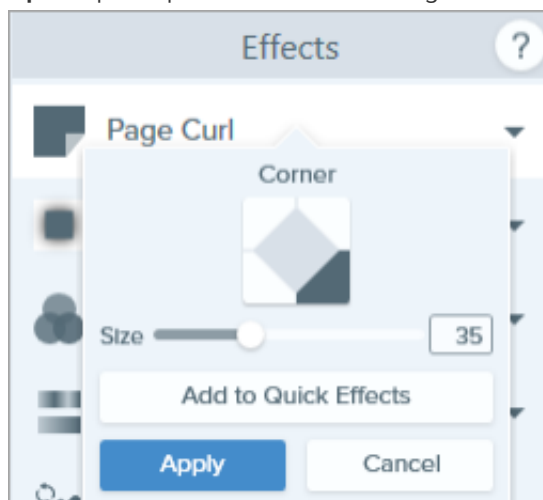 Effects
?
Page Curl
Corner
Size
35
Add to Quick Effects
Apply
Cancel